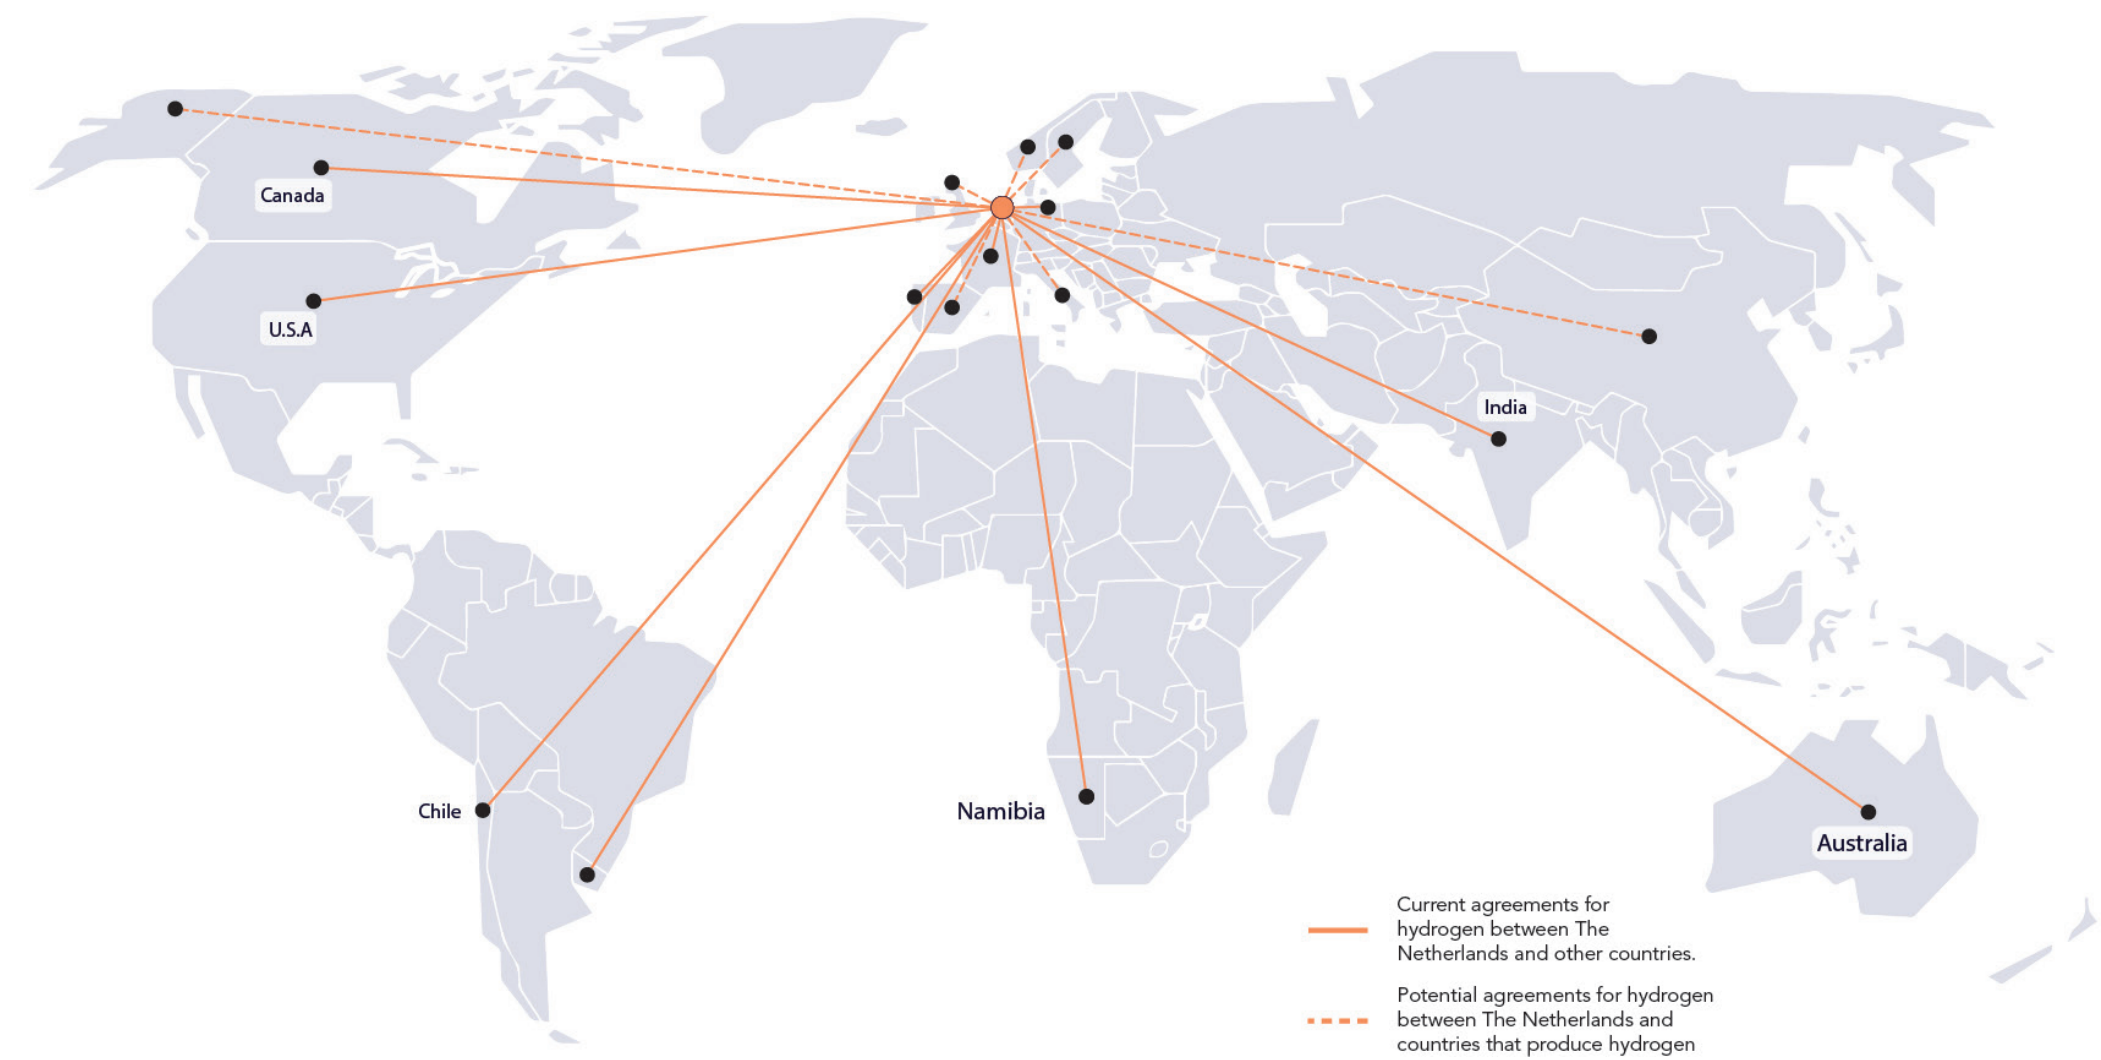 Canada
U.S.A
India
Chile
Namibia
Australia
Current agreements for
hydrogen between The
Netherlands and other countries.
Potential agreements for hydrogen
between The Netherlands and
countries that produce hydrogen